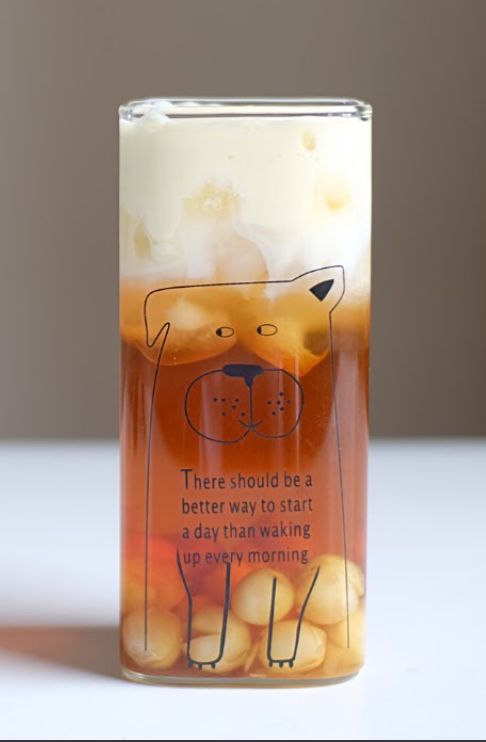 There should be a
better way to start
a day than waking
up every morning